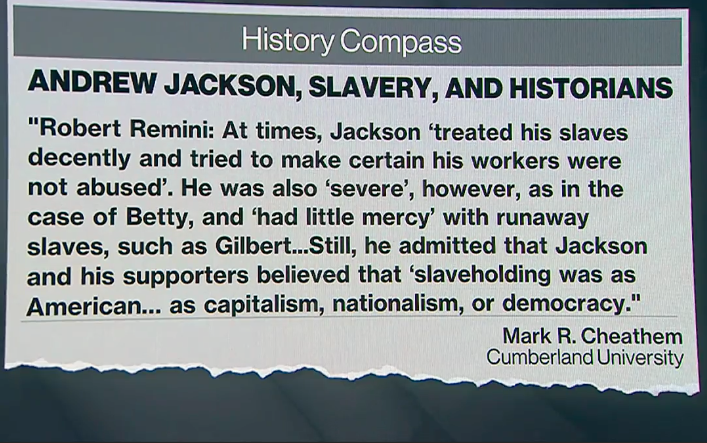 History Compass
ANDREW JACKSON, SLAVERY, AND HISTORIANS
"Robert Remini: At times, Jackson ‘treated his slaves
decently and tried to make certain his workers were
not abused’. He was also ‘severe’, however, as in the
case of Betty, and ‘had little mercy’ with runaway
slaves, such as Gilbert...Still, he admitted that Jackson
and his supporters believed that ‘slaveholding was as
American... as capitalism, nationalism, or democracy."
Mark R. Cheathem
Cumberland University